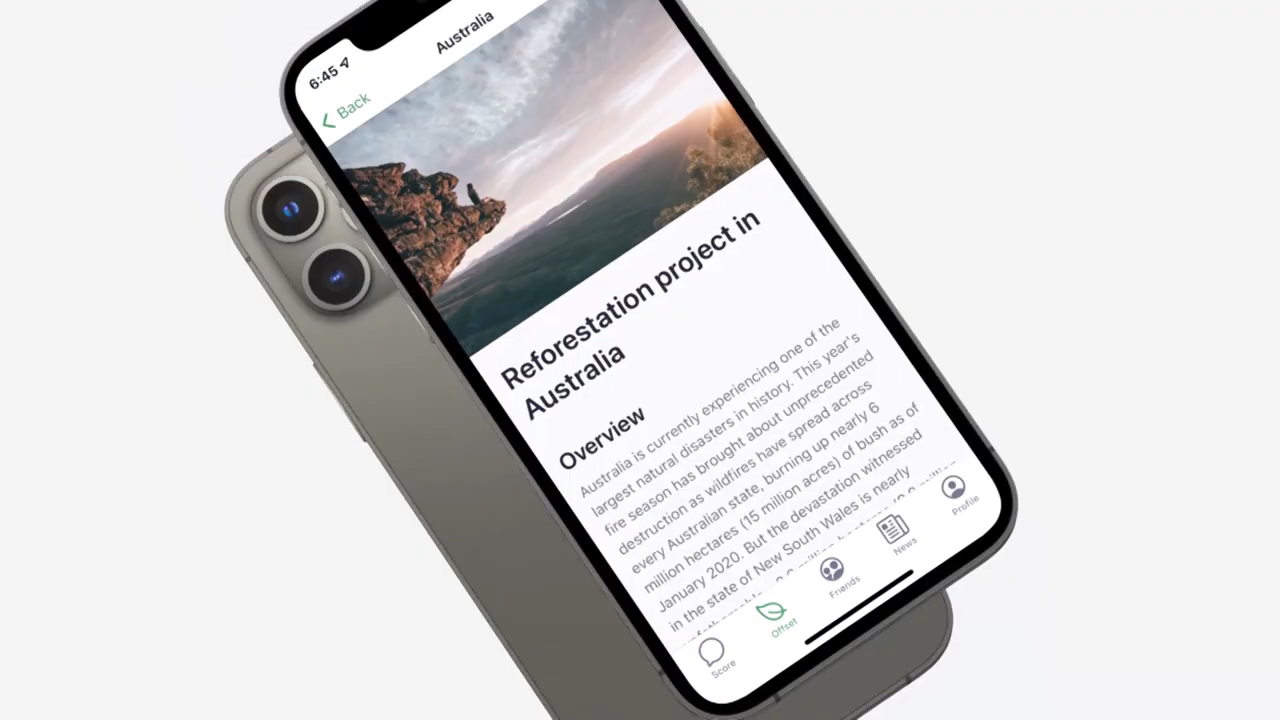 6:45
Australia
Back
Reforestation project in
Australia
Overview
Australia is currently experiencing one of the
largest natural disasters in history. This year's
fire season has brought about unprecedented
destruction as wildfires have spread across
every Australian state, burning up nearly 6
million hectares (15 million acres) of bush as of
January 2020. But the devastation witnessed
in the state of New South Wales is nearly
Score
Offset
Friends
News
Profile